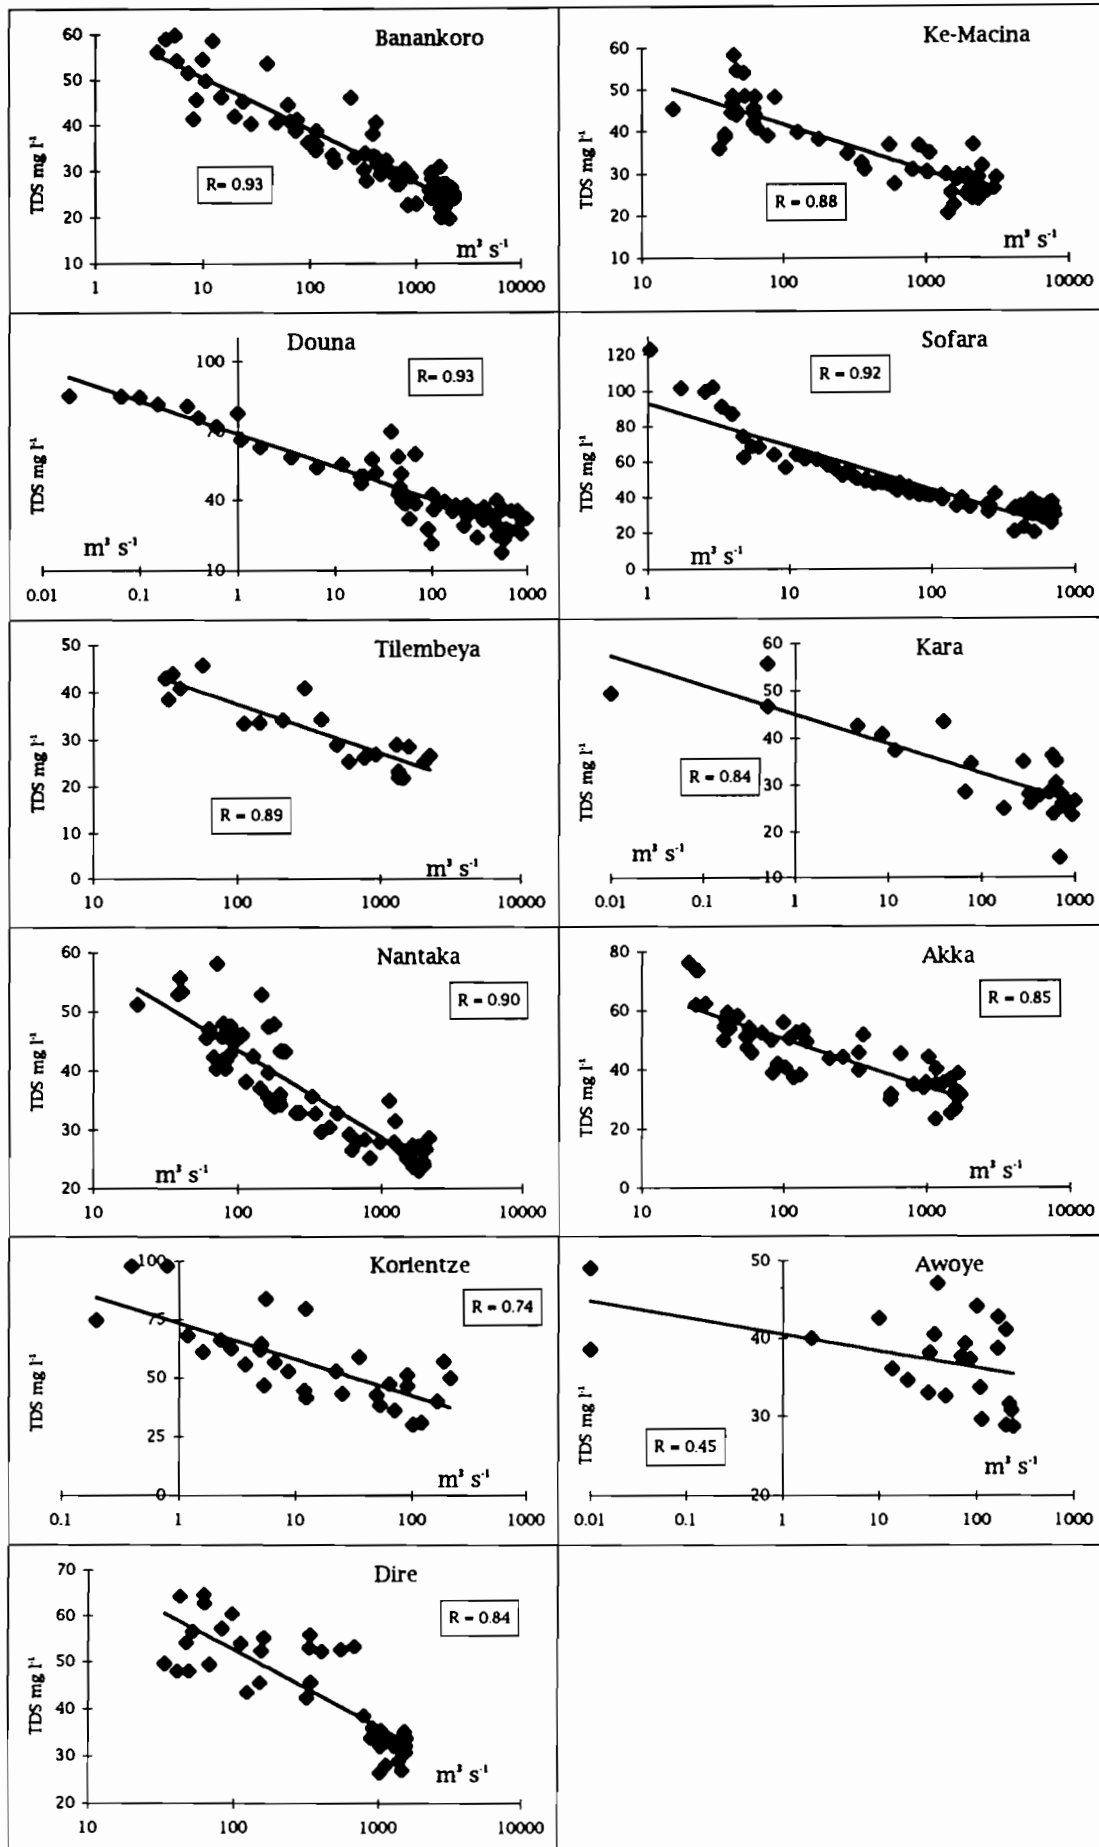 Banankoro
60
50
40
30
20
10
TDS mg l⁻¹
R= 0.93
m³ s⁻¹
1 10 100 1000 10000
Ke-Macina
60
50
40
30
20
10
TDS mg l⁻¹
R = 0.88
m³ s⁻¹
10 100 1000 10000
Douna
100
70
40
10
TDS mg l⁻¹
R= 0.93
m³ s⁻¹
0.01 0.1 1 10 100 1000
Sofara
120
100
80
60
40
20
0
TDS mg l⁻¹
R = 0.92
m³ s⁻¹
1 10 100 1000
Tilembeya
50
40
30
20
10
0
TDS mg l⁻¹
R = 0.89
m³ s⁻¹
10 100 1000 10000
Kara
60
50
40
30
20
10
TDS mg l⁻¹
R = 0.84
m³ s⁻¹
0.01 0.1 1 10 100 1000
Nantaka
60
50
40
30
20
TDS mg l⁻¹
R = 0.90
m³ s⁻¹
10 100 1000 10000
Akka
80
60
40
20
0
TDS mg l⁻¹
R = 0.85
m³ s⁻¹
10 100 1000 10000
Korientze
100
75
50
25
0
TDS mg l⁻¹
R = 0.74
m³ s⁻¹
0.1 1 10 100 1000
Awoye
50
40
30
20
TDS mg l⁻¹
R = 0.45
m³ s⁻¹
0.01 0.1 1 10 100 1000
Dire
70
60
50
40
30
20
TDS mg l⁻¹
R = 0.84
m³ s⁻¹
10 100 1000 10000